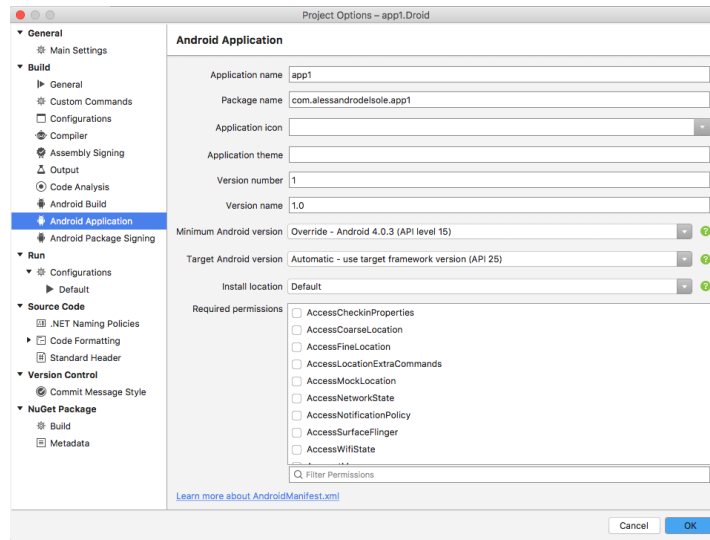 Project Options – app1.Droid
General
Main Settings
Build
General
Custom Commands
Configurations
Compiler
Assembly Signing
Output
Code Analysis
Android Build
Android Application
Android Package Signing
Run
Configurations
Default
Source Code
.NET Naming Policies
Code Formatting
Standard Header
Version Control
Commit Message Style
NuGet Package
Build
Metadata
Android Application
Application name app1
Package name com.alessandrodelsole.app1
Application icon
Application theme
Version number 1
Version name 1.0
Minimum Android version Override - Android 4.0.3 (API level 15)
Target Android version Automatic - use target framework version (API 25)
Install location Default
Required permissions
AccessCheckinProperties
AccessCoarseLocation
AccessFineLocation
AccessLocationExtraCommands
AccessMockLocation
AccessNetworkState
AccessNotificationPolicy
AccessSurfaceFlinger
AccessWifiState
Filter Permissions
Learn more about AndroidManifest.xml
Cancel OK